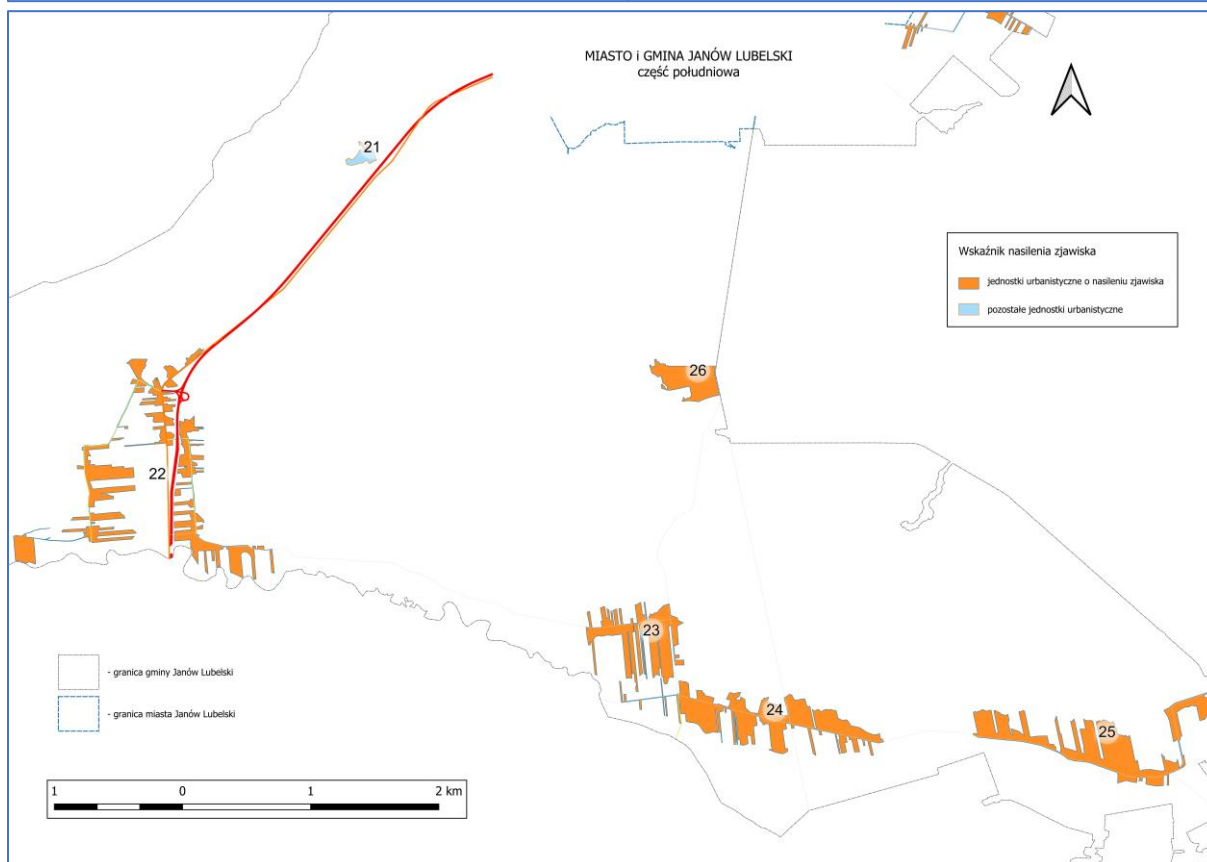 MIASTO i GMINA JANÓW LUBELSKI
część południowa
21
Wskaźnik nasilenia zjawiska
jednostki urbanistyczne o nasileniu zjawiska
pozostałe jednostki urbanistyczne
26
22
23
- granica gminy Janów Lubelski
- granica miasta Janów Lubelski
24
25
1 0 1 2 km